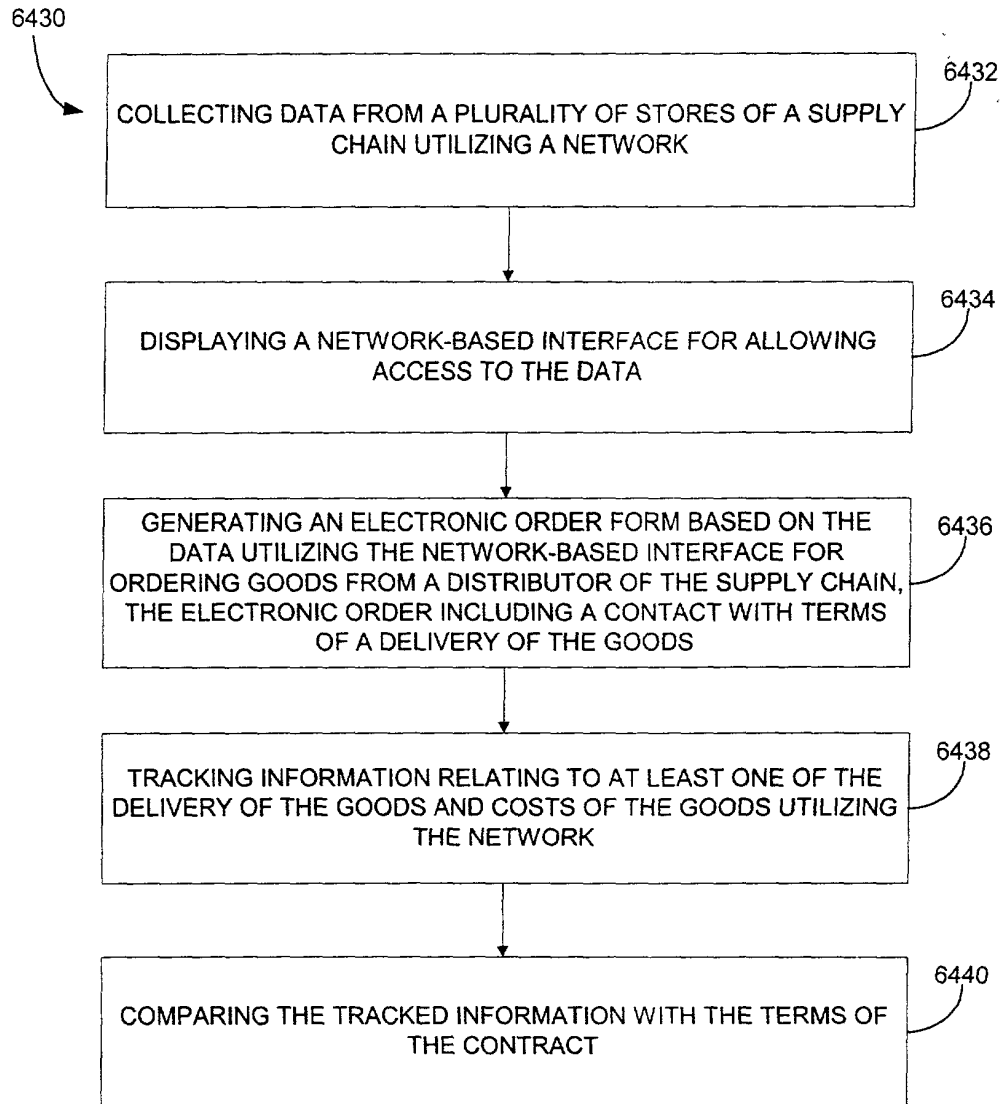 6430
6432
COLLECTING DATA FROM A PLURALITY OF STORES OF A SUPPLY
CHAIN UTILIZING A NETWORK
6434
DISPLAYING A NETWORK-BASED INTERFACE FOR ALLOWING
ACCESS TO THE DATA
6436
GENERATING AN ELECTRONIC ORDER FORM BASED ON THE
DATA UTILIZING THE NETWORK-BASED INTERFACE FOR
ORDERING GOODS FROM A DISTRIBUTOR OF THE SUPPLY CHAIN,
THE ELECTRONIC ORDER INCLUDING A CONTACT WITH TERMS
OF A DELIVERY OF THE GOODS
6438
TRACKING INFORMATION RELATING TO AT LEAST ONE OF THE
DELIVERY OF THE GOODS AND COSTS OF THE GOODS UTILIZING
THE NETWORK
6440
COMPARING THE TRACKED INFORMATION WITH THE TERMS OF
THE CONTRACT